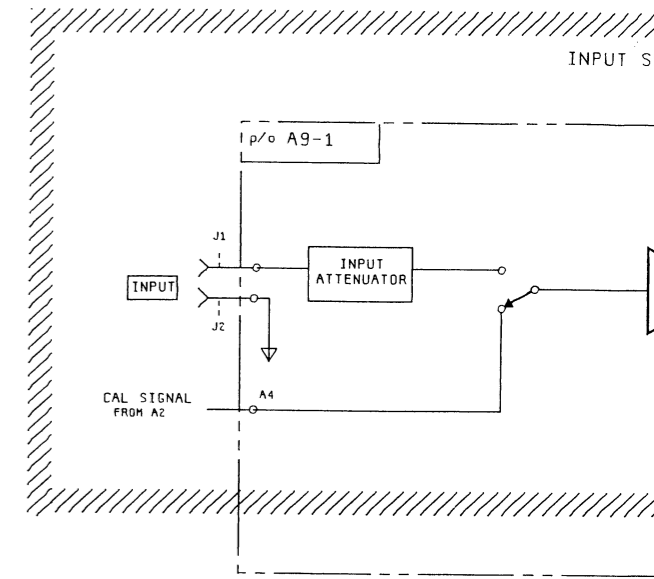 INPUT S
p/o A9-1
J1
INPUT
ATTENUATOR
INPUT
J2
A4
CAL SIGNAL
FROM A2